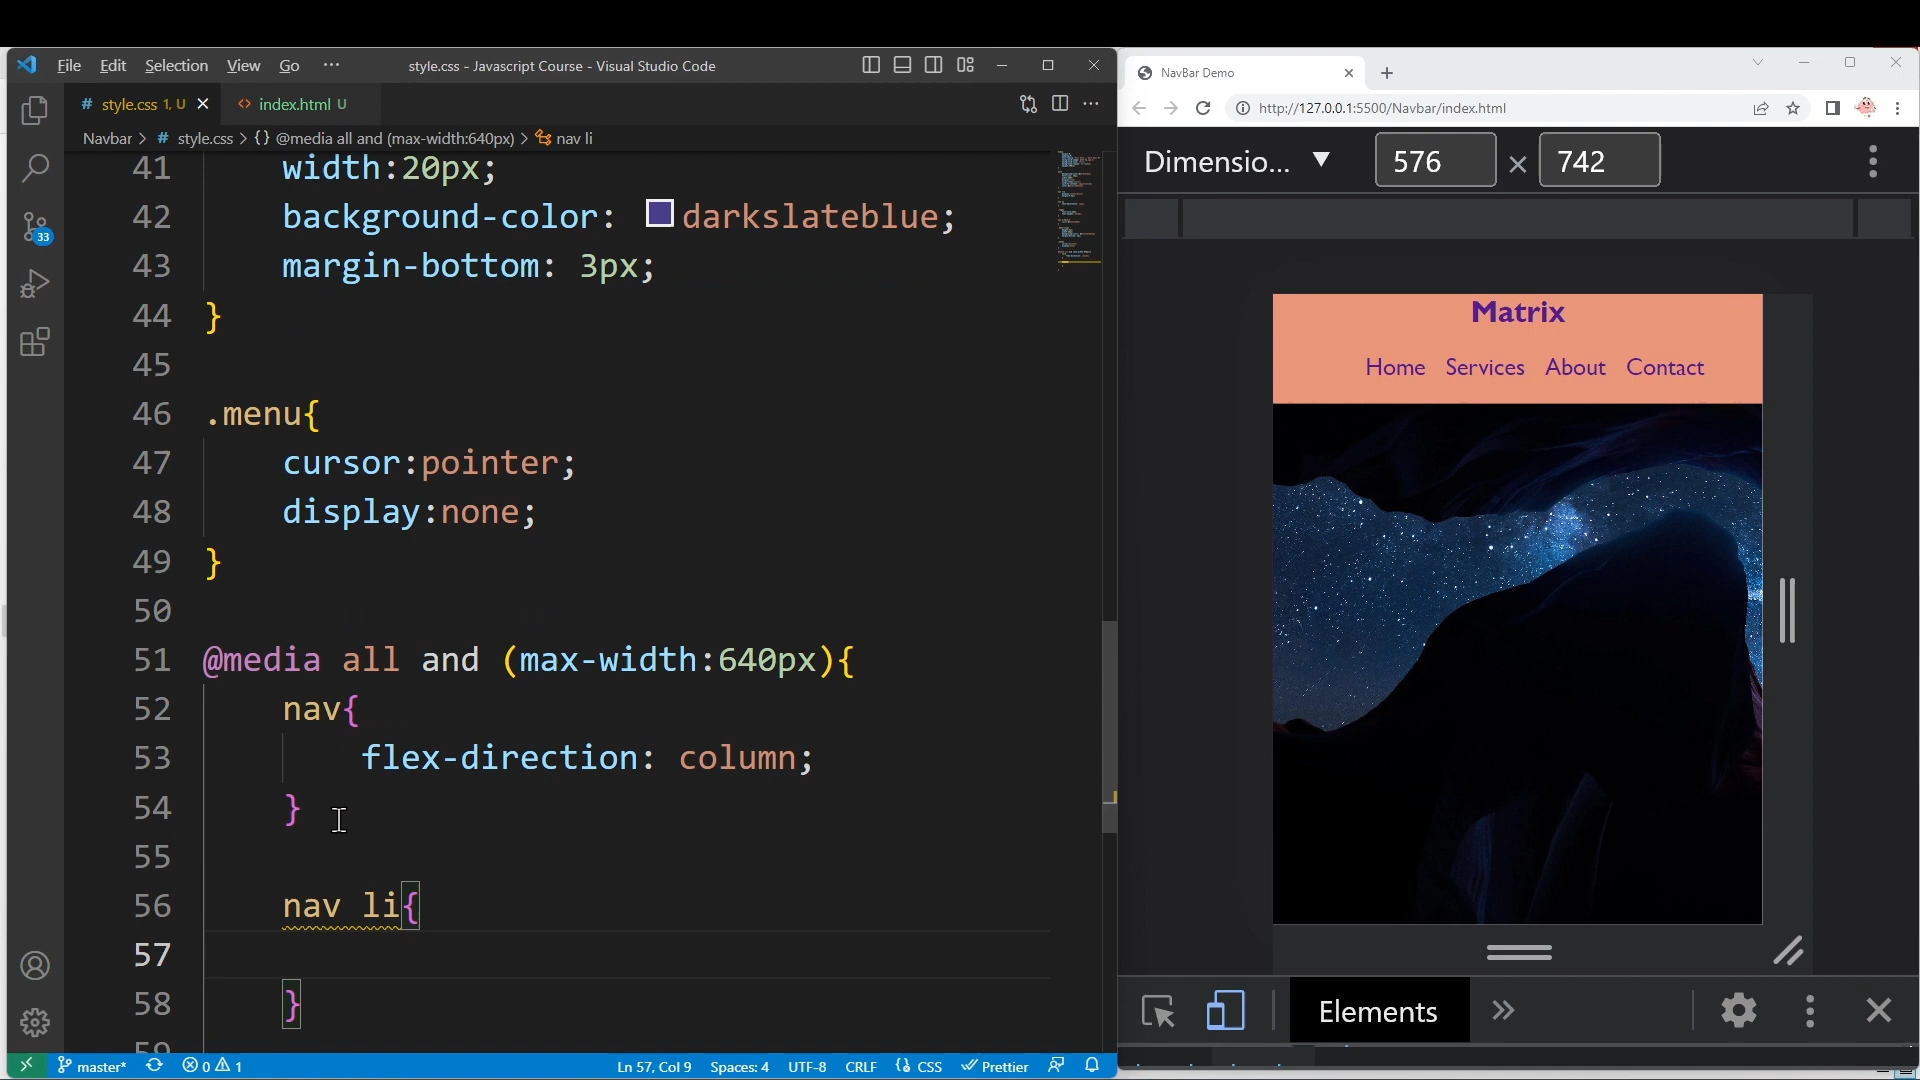 File Edit Selection View Go ··· style.css - Javascript Course - Visual Studio Code
# style.css 1, U × <> index.html U ···
Navbar > # style.css > {} @media all and (max-width:640px) > nav li
41 width:20px;
42 background-color: darkslateblue;
43 margin-bottom: 3px;
44 }
45
46 .menu{
47 cursor:pointer;
48 display:none;
49 }
50
51 @media all and (max-width:640px){
52 nav{
53 flex-direction: column;
54 }
55
56 nav li{
57
58 }
59
33
master* 0 1 Ln 57, Col 9 Spaces: 4 UTF-8 CRLF {} CSS Prettier
NavBar Demo × +
http://127.0.0.1:5500/Navbar/index.html
Dimensio... ▼ 576 × 742
Matrix
Home Services About Contact
Elements »